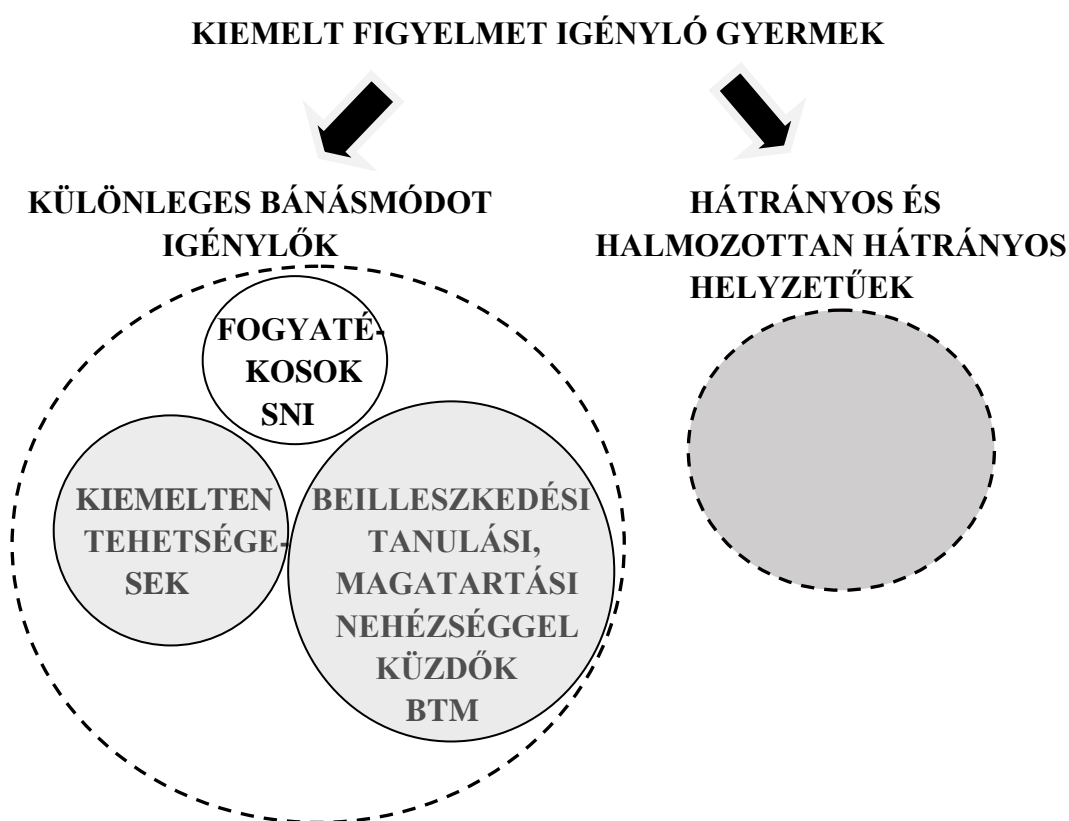 KIEMELT FIGYELMET IGÉNYLÓ GYERMEK
KÜLÖNLEGES BÁNÁSMÓDOT
IGÉNYLŐK
HÁTRÁNYOS ÉS
HALMOZOTTAN HÁTRÁNYOS
HELYZETŰEK
FOGYATÉ-
KOSOK
SNI
KIEMELTEN
TEHETSÉGE-
SEK
BEILLESZKEDÉSI
TANULÁSI,
MAGATARTÁSI
NEHÉZSÉGGEL
KÜZDŐK
BTM